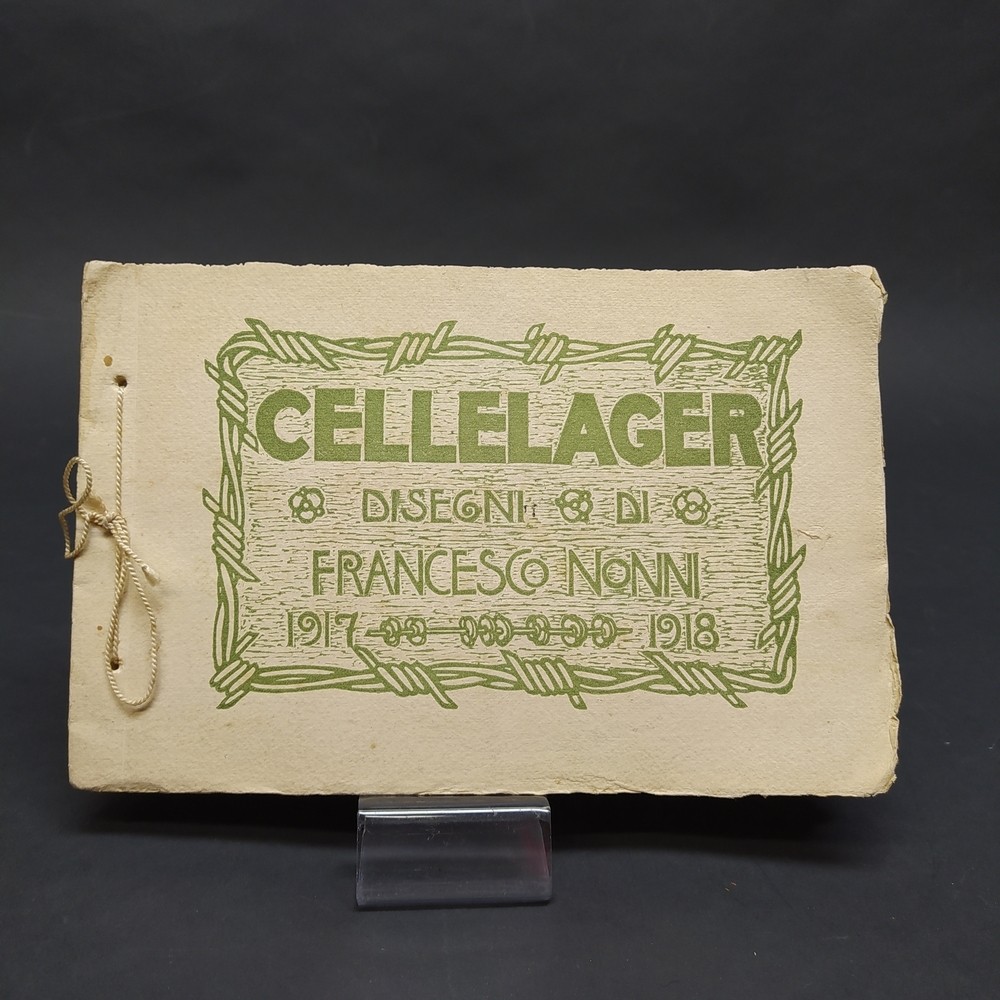 CELLELAGER
DISEGNI DI
FRANCESCO NONNI
1917 1918